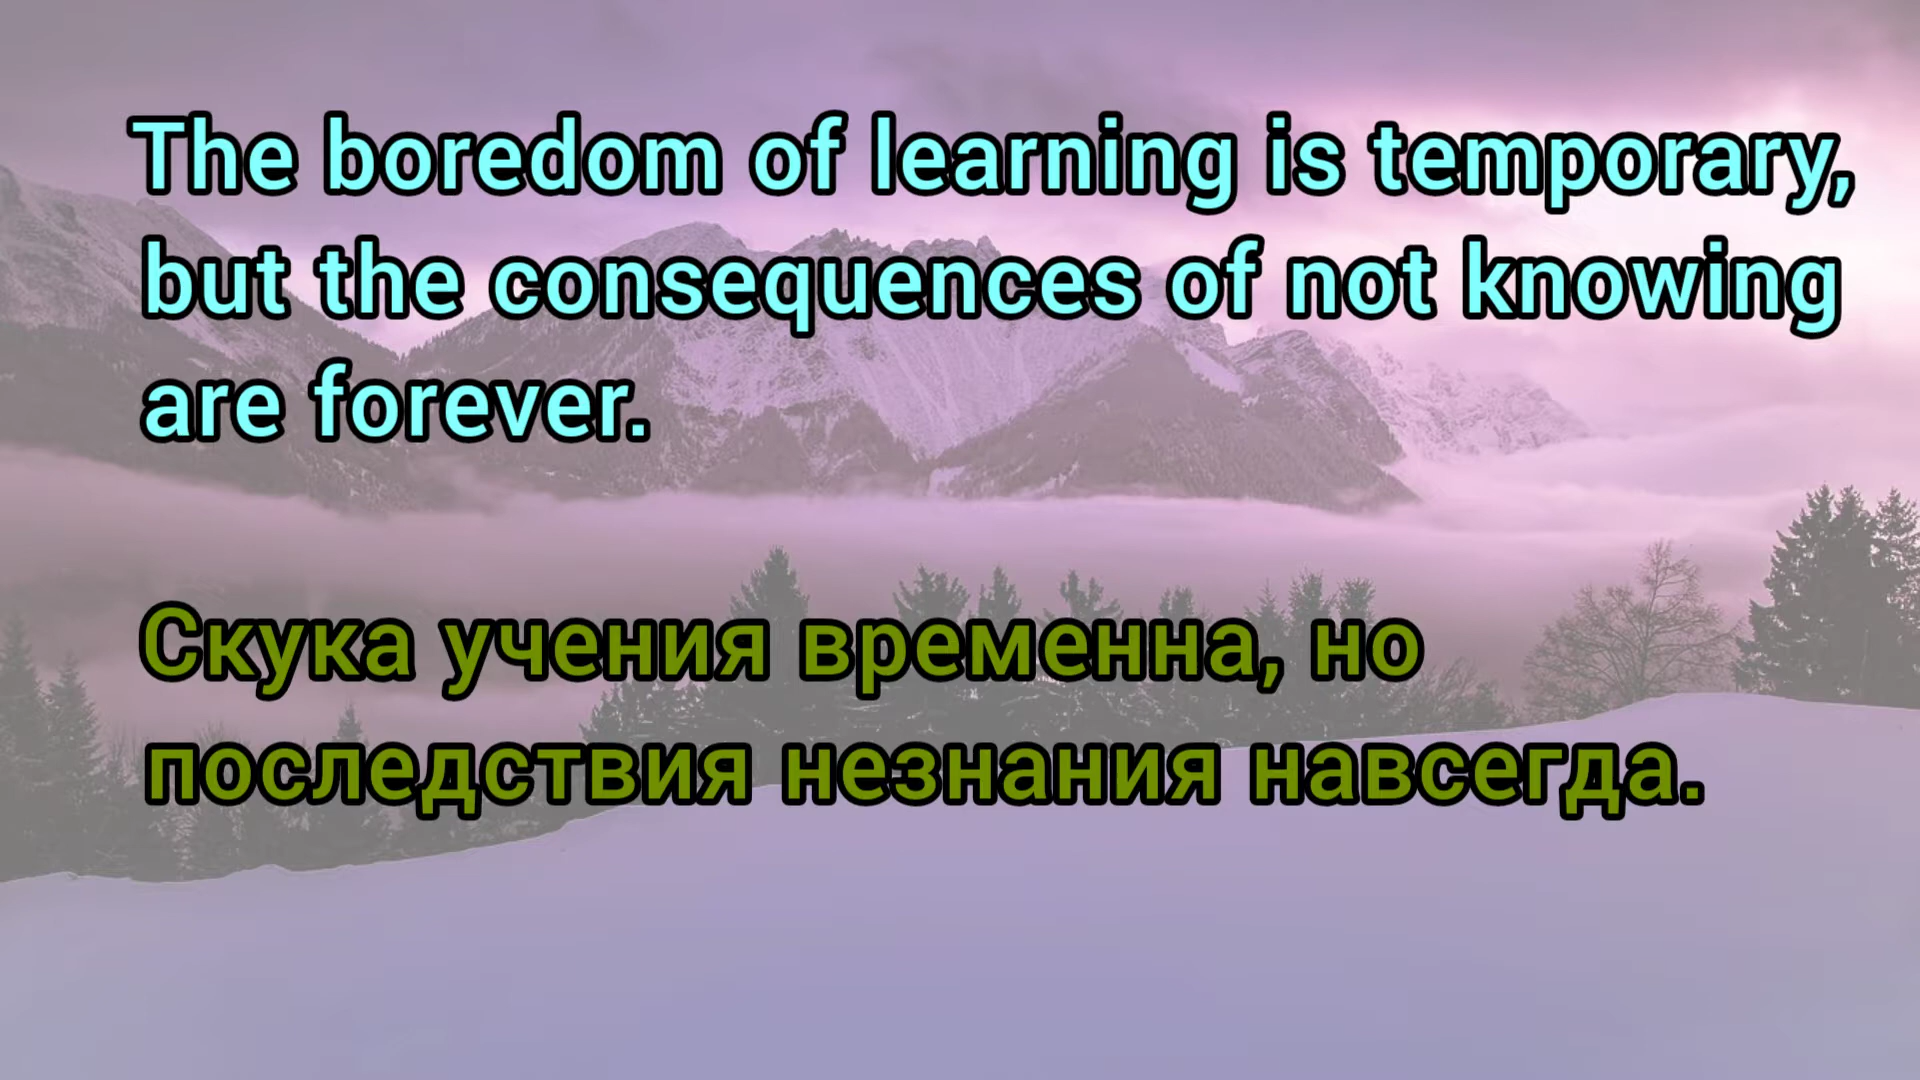 The boredom of learning is temporary,
but the consequences of not knowing
are forever.
Скука учения временна, но
последствия незнания навсегда.